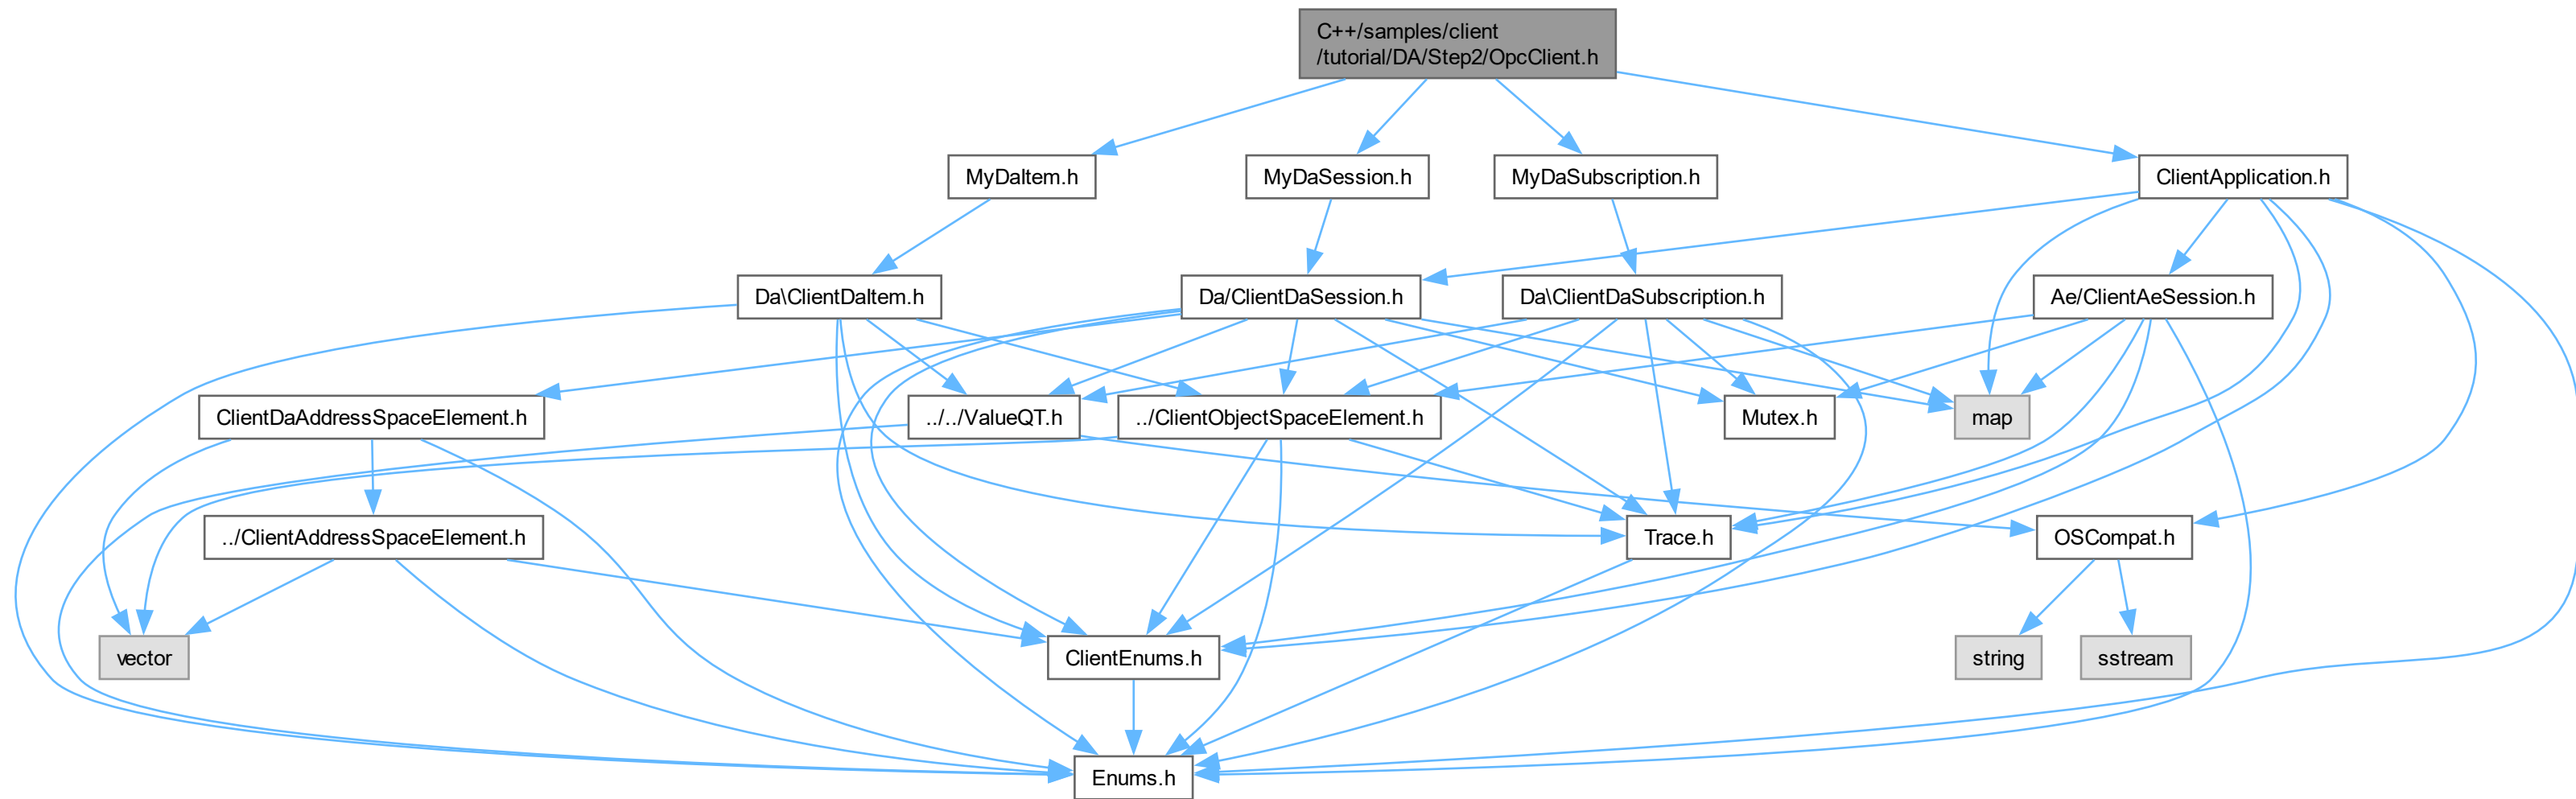 C++/samples/client
/tutorial/DA/Step2/OpcClient.h
MyDaItem.h
MyDaSession.h
MyDaSubscription.h
ClientApplication.h
Da\ClientDaItem.h
Da/ClientDaSession.h
Da\ClientDaSubscription.h
Ae/ClientAeSession.h
ClientDaAddressSpaceElement.h
../../ValueQT.h
../ClientObjectSpaceElement.h
Mutex.h
map
../ClientAddressSpaceElement.h
Trace.h
OSCompat.h
vector
ClientEnums.h
string
sstream
Enums.h